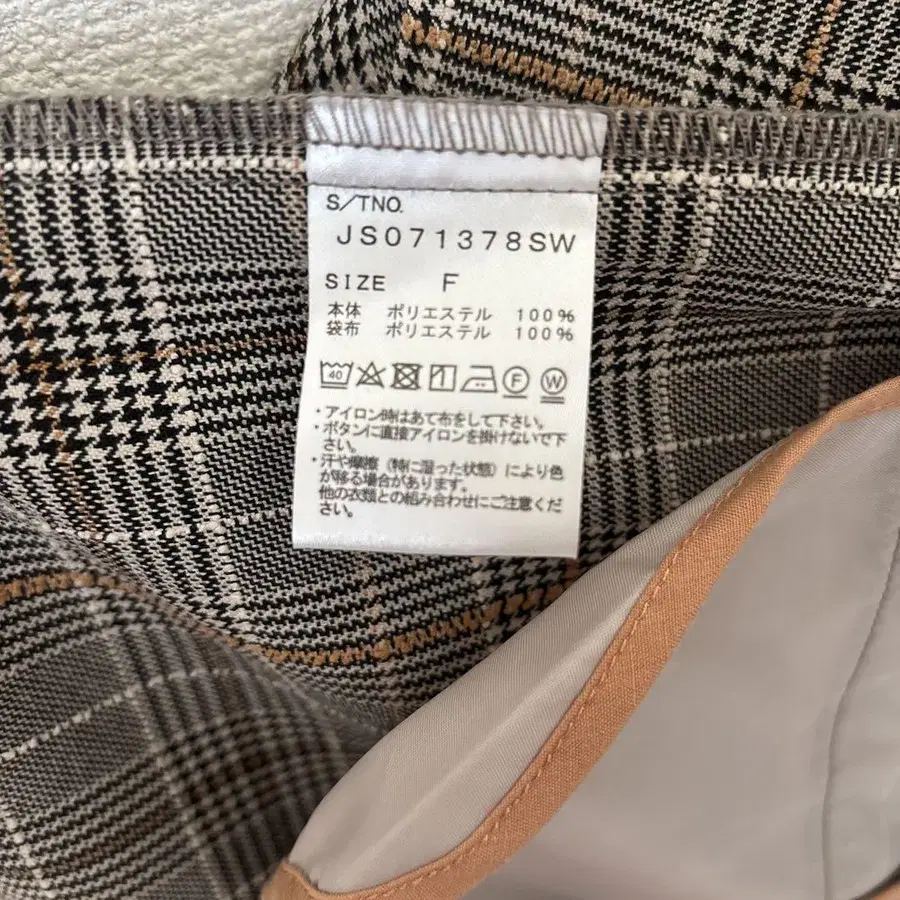 S/TNO.
JS071378SW
SIZE F
本体 ポリエステル 100%
袋布 ポリエステル 100%
40 F W
・アイロン時はあて布をして下さい。
・ボタンに直接アイロンを掛けないで下
さい。
・汗や摩擦（特に湿った状態）により色
が移る場合があります。
他の衣類との組み合わせにご注意くだ
さい。